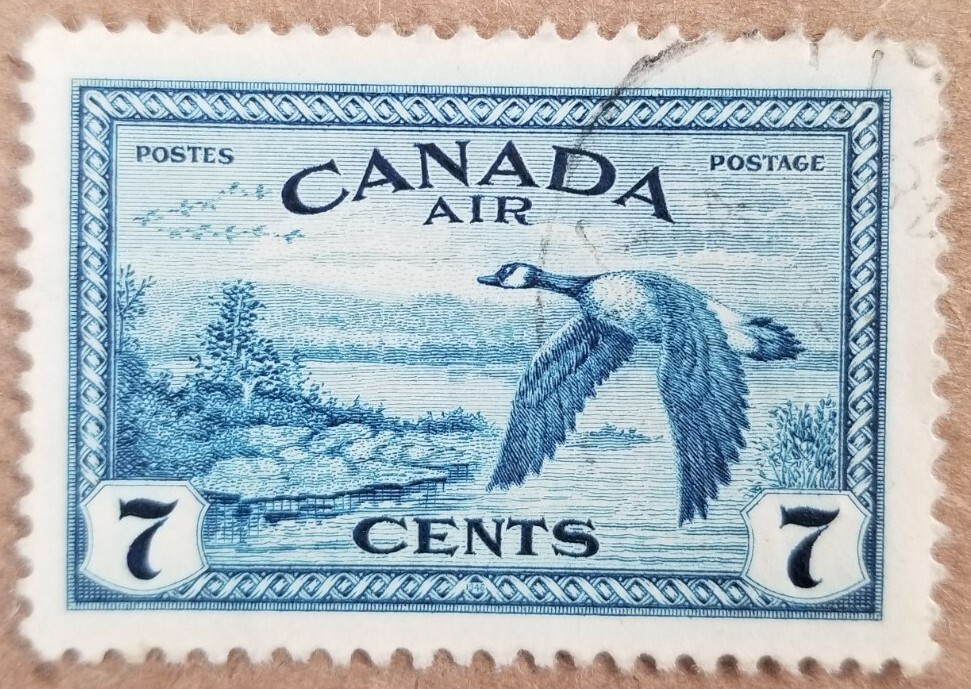 POSTES
POSTAGE
CANADA
AIR
7
CENTS
7